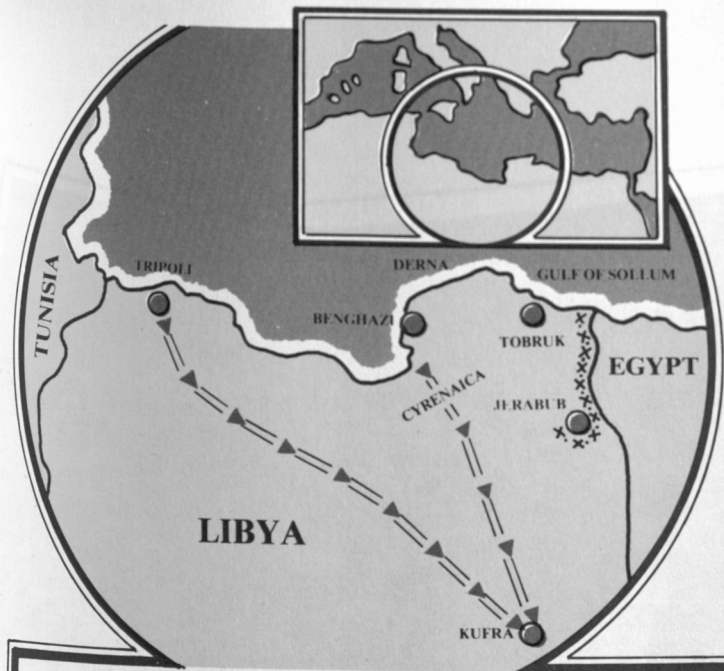 TRIPOLI
DERNA
GULF OF SOLLUM
TUNISIA
BENGHAZI
TOBRUK
EGYPT
CYRENAICA
JERABUB
LIBYA
KUFRA